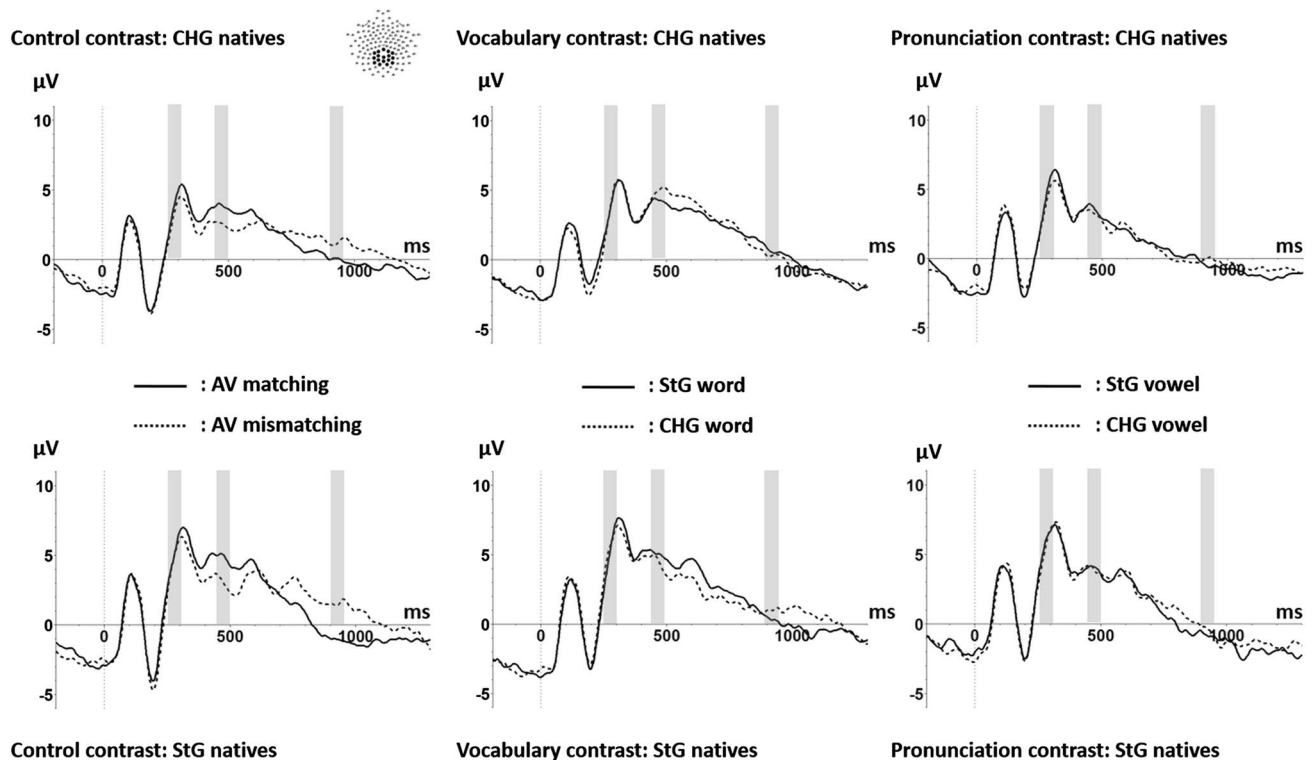 Control contrast: CHG natives
Vocabulary contrast: CHG natives
Pronunciation contrast: CHG natives
µV
10
5
0
-5
0
500
1000
ms
µV
10
5
0
-5
0
500
1000
ms
µV
10
5
0
-5
0
500
1000
ms
: AV matching
: AV mismatching
: StG word
: CHG word
: StG vowel
: CHG vowel
µV
10
5
0
-5
0
500
1000
ms
µV
10
5
0
-5
0
500
1000
ms
µV
10
5
0
-5
0
500
1000
ms
Control contrast: StG natives
Vocabulary contrast: StG natives
Pronunciation contrast: StG natives